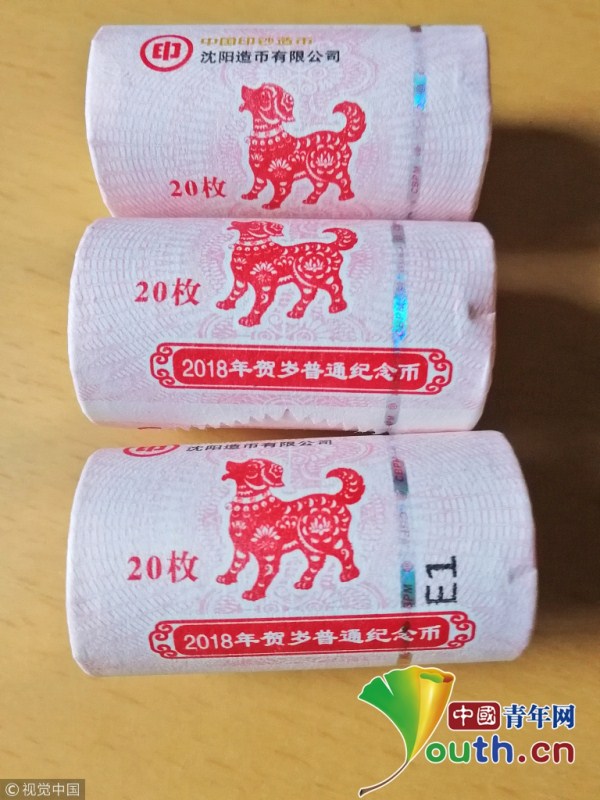 印
中国印钞造币
沈阳造币有限公司
20枚
20枚
2018年贺岁普通纪念币
印
沈阳造币有限公司
20枚
E1
2018年贺岁普通纪念币
中國青年网
youth.cn
©视觉中国